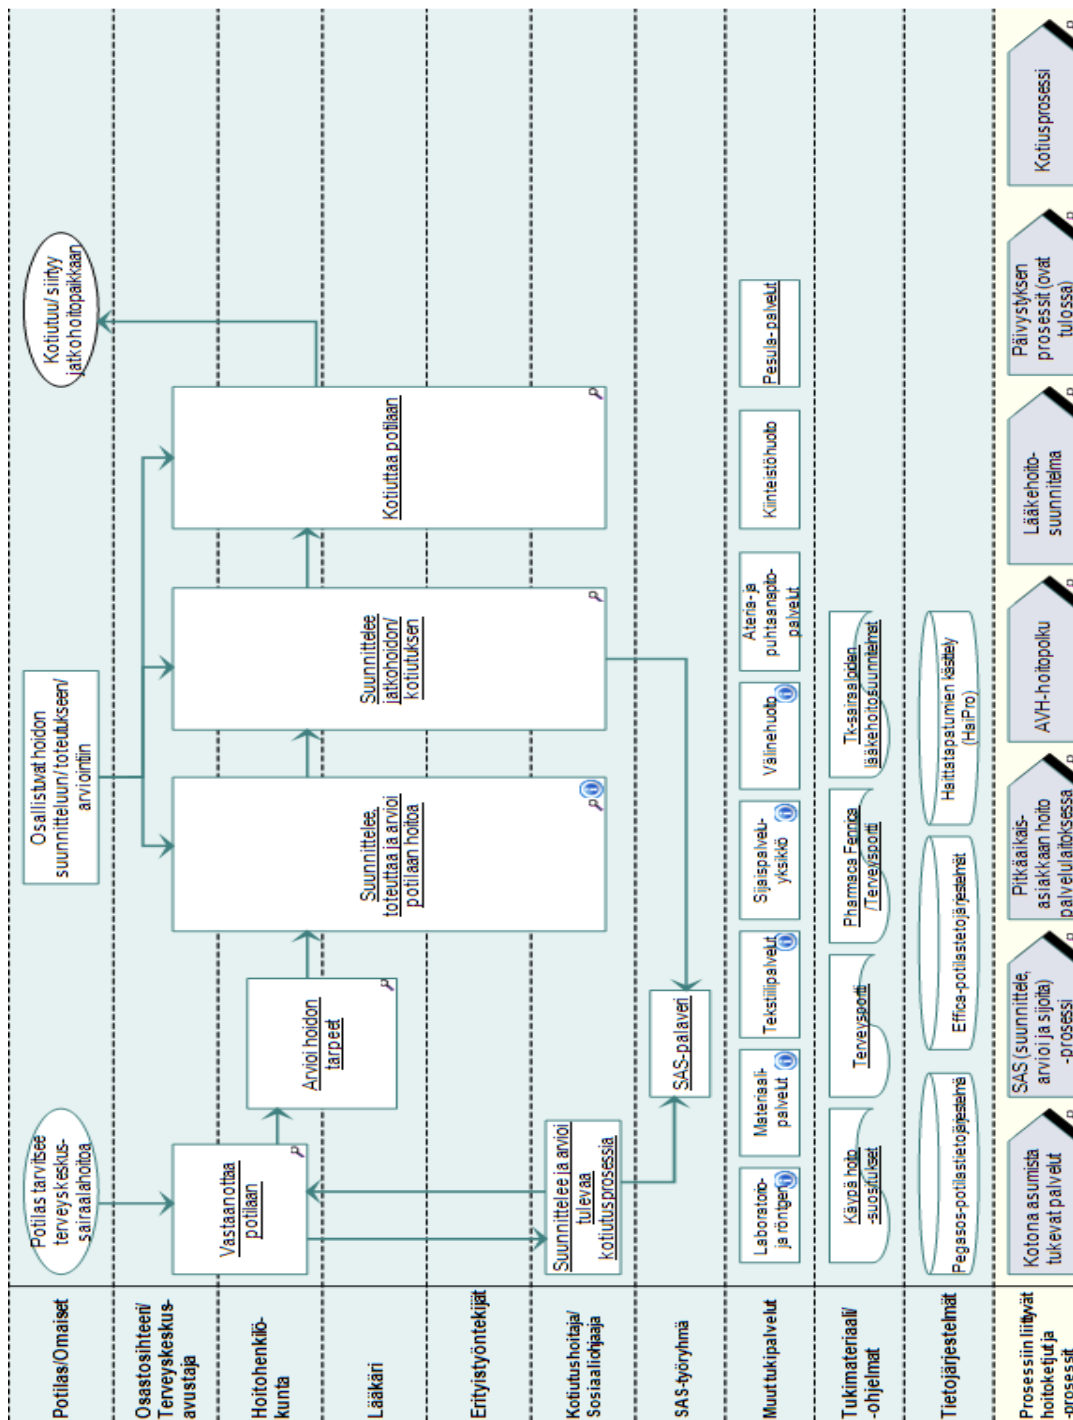 Potilas/Omaiset
Potilas tarvitsee
terveyskeskus-
sairaalahoitoa
Osallistuvat hoidon
suunnitteluun/ toteutukseen/
arviointiin
Kotiutuu/ siirtyy
jatkohoitopaikkaan
Osastosihteeri/
Terveyskeskus-
avustaja
Hoitohenkilö-
kunta
Lääkäri
Erityistyöntekijät
Vastaanottaa
potilaan
Arvioi hoidon
tarpeet
Suunnittelee,
toteuttaa ja arvioi
potilaan hoitoa
Suunnittelee
jatkohoidon/
kotiutuksen
Kotiuttaa potilaan
Kotiutushoitaja/
Sosiaaliohjaaja
Suunnittelee ja arvioi
tulevaa
kotiutusprosessia
SAS-työryhmä
SAS-palaveri
Muut tukipalvelut
Laboratorio-
ja röntgen
Materiaali-
palvelut
Tekstiilipalvelut
Sijaispalvelu-
yksikkö
Välinehuolto
Ateria- ja
puhtaanapito-
palvelut
Kiinteistöhuolto
Pesula-palvelut
Tukimateriaali/
-ohjelmat
Käypä hoito
-suositukset
Terveysportti
Pharmaca Fennica
/Terveysportti
Tk-sairaaloiden
lääkehoitosuunnitelmat
Tietojärjestelmät
Pegasos-potilastietojärjestelmä
Effica-potilastietojärjestelmät
Haittatapatumien käsittely
(HaiPro)
Prosessiin liittyvät
hoitoketjut ja
-prosessit
Kotona asumista
tukevat palvelut
SAS (suunnittele,
arvioi ja sijoita)
-prosessi
Pitkäaikais-
asiakkaan hoito
palvelulaitoksessa
AVH-hoitopolku
Lääkehoito-
suunnitelma
Päivystyksen
prosessit (ovat
tulossa)
Kotiusprosessi